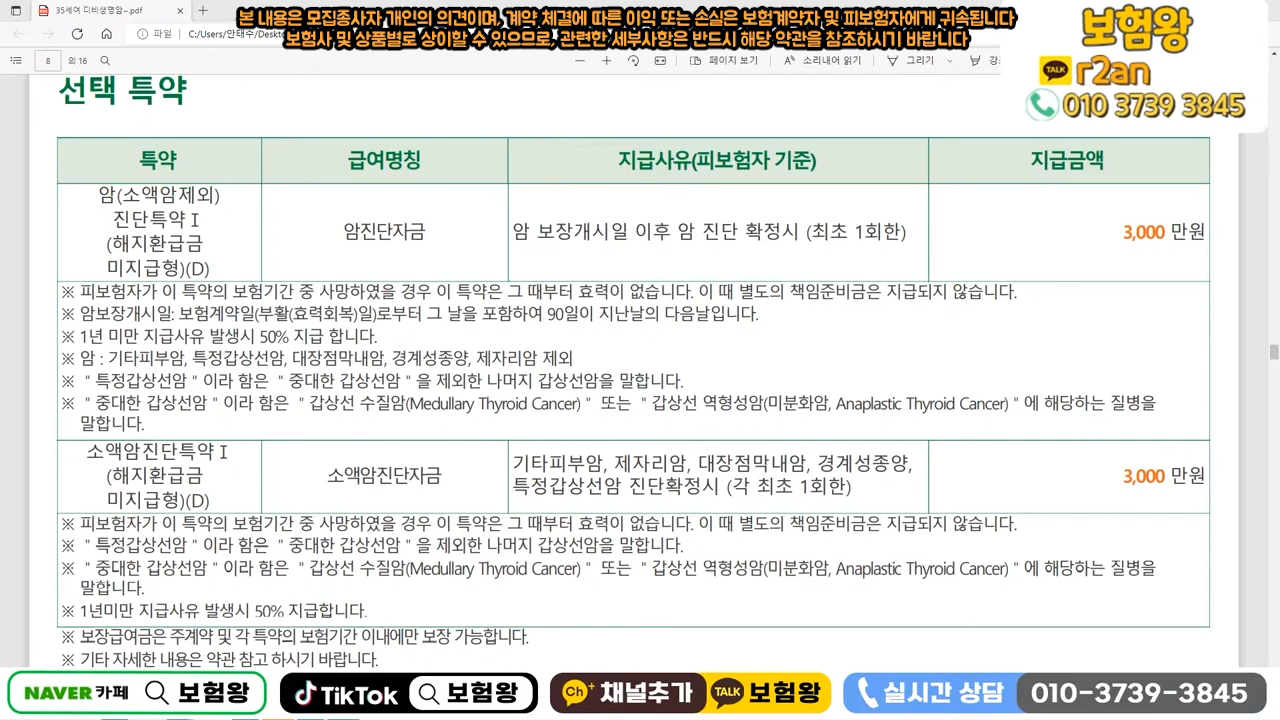 본 내용은 모집종사자 개인의 의견이며, 계약 체결에 따른 이익 또는 손실은 보험계약자 및 피보험자에게 귀속됩니다
보험사 및 상품별로 상이할 수 있으므로, 관련한 세부사항은 반드시 해당 약관을 참조하시기 바랍니다
35세여 디비생명암~.pdf
파일 C:/Users/안태수/Deskto
8 의 16
페이지 보기
소리내어 읽기
그리기
보험왕
TALK r2an
010 3739 3845
선택 특약
특약 급여명칭 지급사유(피보험자 기준) 지급금액
암(소액암제외)
진단특약Ⅰ
(해지환급금
미지급형)(D)
암진단자금
암 보장개시일 이후 암 진단 확정시 (최초 1회한)
3,000 만원
※ 피보험자가 이 특약의 보험기간 중 사망하였을 경우 이 특약은 그 때부터 효력이 없습니다. 이 때 별도의 책임준비금은 지급되지 않습니다.
※ 암보장개시일: 보험계약일(부활(효력회복)일)로부터 그 날을 포함하여 90일이 지난날의 다음날입니다.
※ 1년 미만 지급사유 발생시 50% 지급 합니다.
※ 암 : 기타피부암, 특정갑상선암, 대장점막내암, 경계성종양, 제자리암 제외
※ " 특정갑상선암 " 이라 함은 " 중대한 갑상선암 " 을 제외한 나머지 갑상선암을 말합니다.
※ " 중대한 갑상선암 " 이라 함은 " 갑상선 수질암(Medullary Thyroid Cancer) " 또는 " 갑상선 역형성암(미분화암, Anaplastic Thyroid Cancer) " 에 해당하는 질병을
말합니다.
소액암진단특약Ⅰ
(해지환급금
미지급형)(D)
소액암진단자금
기타피부암, 제자리암, 대장점막내암, 경계성종양,
특정갑상선암 진단확정시 (각 최초 1회한)
3,000 만원
※ 피보험자가 이 특약의 보험기간 중 사망하였을 경우 이 특약은 그 때부터 효력이 없습니다. 이 때 별도의 책임준비금은 지급되지 않습니다.
※ " 특정갑상선암 " 이라 함은 " 중대한 갑상선암 " 을 제외한 나머지 갑상선암을 말합니다.
※ " 중대한 갑상선암 " 이라 함은 " 갑상선 수질암(Medullary Thyroid Cancer) " 또는 " 갑상선 역형성암(미분화암, Anaplastic Thyroid Cancer) " 에 해당하는 질병을
말합니다.
※ 1년미만 지급사유 발생시 50% 지급합니다.
※ 보장급여금은 주계약 및 각 특약의 보험기간 이내에만 보장 가능합니다.
※ 기타 자세한 내용은 약관 참고 하시기 바랍니다.
NAVER 카페 보험왕
TikTok 보험왕
Ch+ 채널추가 TALK 보험왕
실시간 상담 010-3739-3845